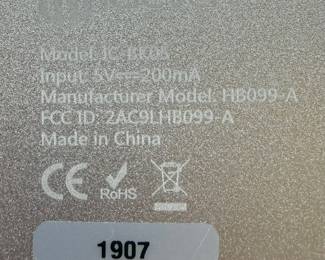 Model: IC-BK05
Input: 5V⎓200mA
Manufacturer Model: HB099-A
FCC ID: 2AC9LHB099-A
Made in China
CE RoHS
1907